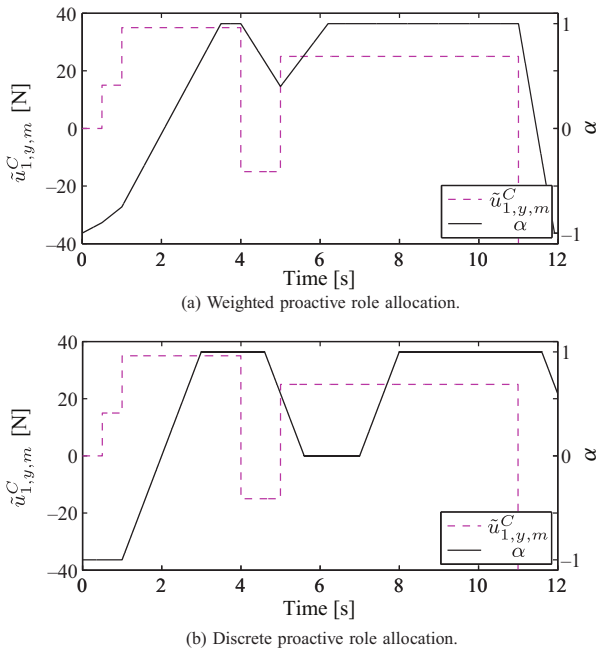 40
20
0
−20
−40
ũ^C_{1,y,m} [N]
1
0
−1
α
ũ^C_{1,y,m}
α
0 2 4 6 8 10 12
Time [s]
(a) Weighted proactive role allocation.
40
20
0
−20
−40
ũ^C_{1,y,m} [N]
1
0
−1
α
ũ^C_{1,y,m}
α
0 2 4 6 8 10 12
Time [s]
(b) Discrete proactive role allocation.